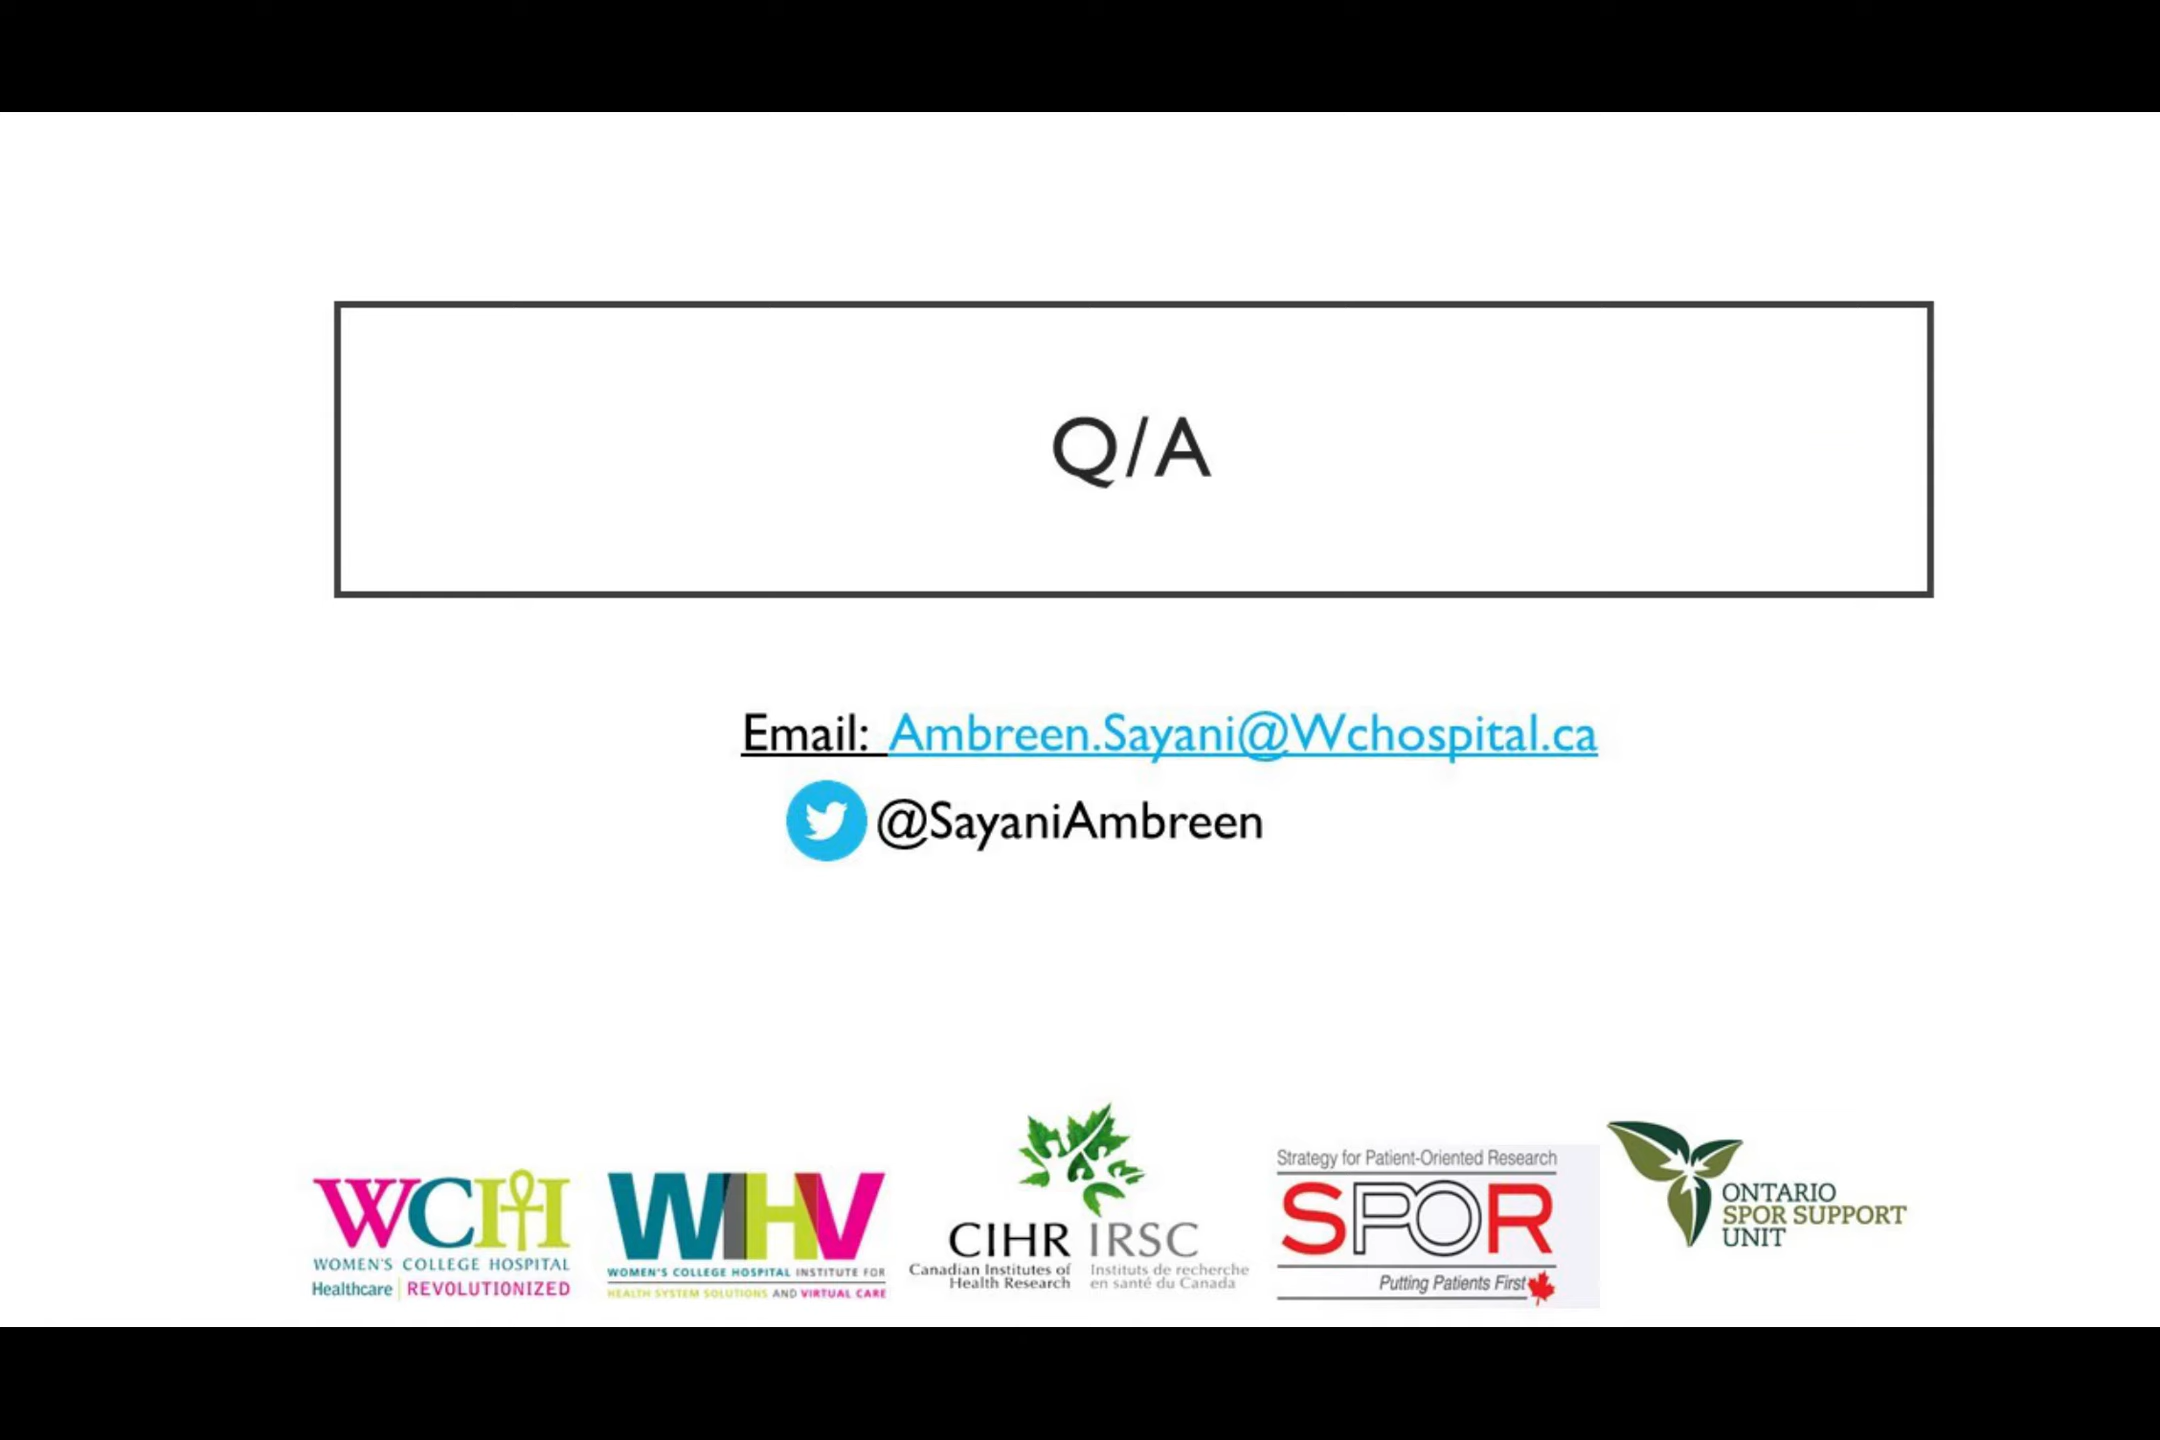 Q/A
Email: Ambreen.Sayani@Wchospital.ca
@SayaniAmbreen
WCH
WOMEN'S COLLEGE HOSPITAL
Healthcare | REVOLUTIONIZED
WIHV
WOMEN'S COLLEGE HOSPITAL INSTITUTE FOR
HEALTH SYSTEM SOLUTIONS AND VIRTUAL CARE
CIHR IRSC
Canadian Institutes of Health Research
Instituts de recherche en santé du Canada
Strategy for Patient-Oriented Research
SPOR
Putting Patients First
ONTARIO
SPOR SUPPORT
UNIT